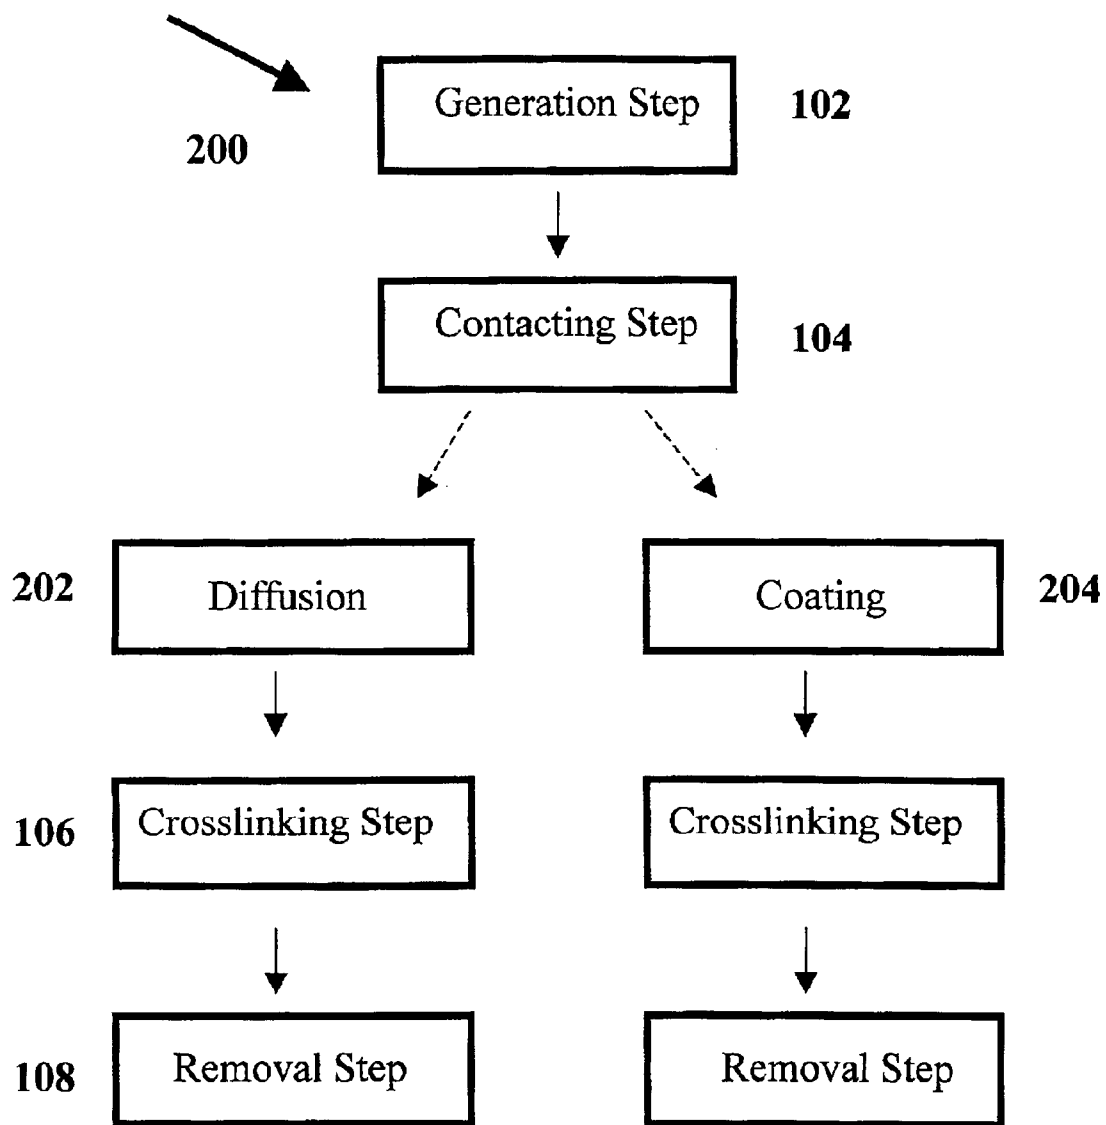 Generation Step
102
200
Contacting Step
104
202
Diffusion
Coating
204
106
Crosslinking Step
Crosslinking Step
108
Removal Step
Removal Step